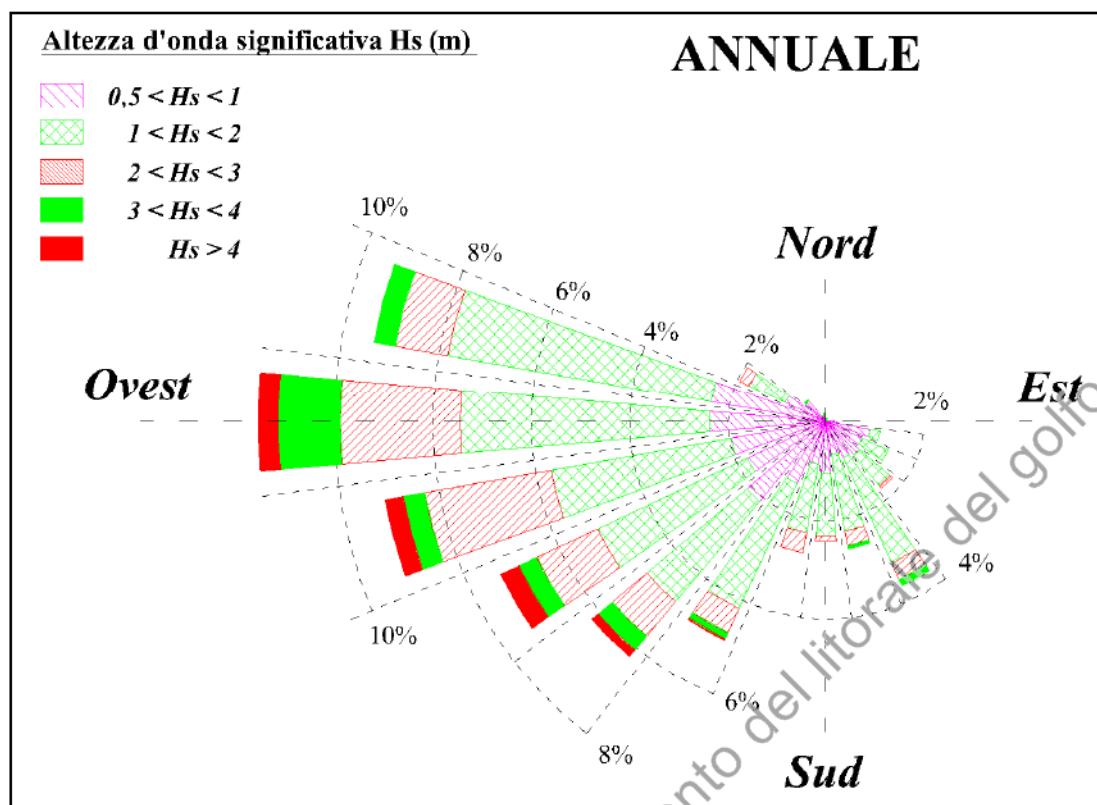 Altezza d'onda significativa Hs (m)
ANNUALE
0,5 < Hs < 1
1 < Hs < 2
2 < Hs < 3
3 < Hs < 4
Hs > 4
10%
8%
6%
4%
2%
Nord
Ovest
2%
Est
10%
4%
6%
8%
Sud
nto del litorale del golfo